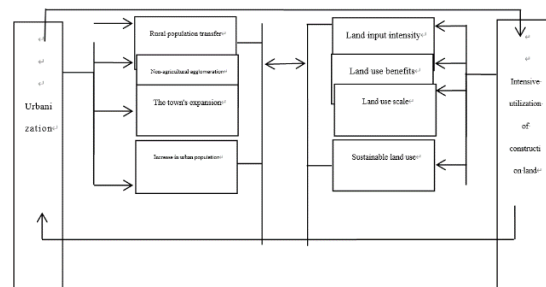 Urbani
zation
Rural population transfer
Non-agricultural agglomeration
The town's expansion
Increase in urban population
Land input intensity
Land use benefits
Land use scale
Sustainable land use
Intensive
utilization
of
constructi
on land